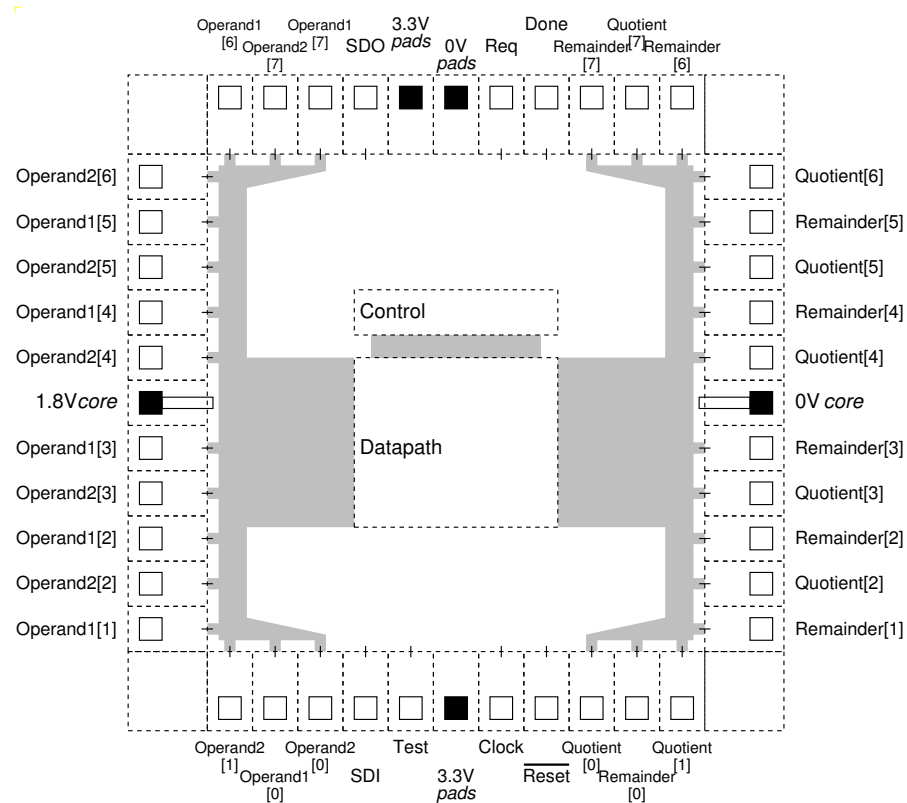 Operand1
[6]
Operand2
[7]
Operand1
[7]
SDO
3.3V
pads
0V
pads
Req
Done
Remainder
[7]
Quotient
[7]
Remainder
[6]
Operand2[6]
Quotient[6]
Operand1[5]
Remainder[5]
Operand2[5]
Quotient[5]
Operand1[4]
Control
Remainder[4]
Operand2[4]
Quotient[4]
1.8Vcore
0V core
Operand1[3]
Datapath
Remainder[3]
Operand2[3]
Quotient[3]
Operand1[2]
Remainder[2]
Operand2[2]
Quotient[2]
Operand1[1]
Remainder[1]
Operand2
[1]
Operand1
[0]
Operand2
[0]
SDI
Test
3.3V
pads
Clock
Reset
Quotient
[0]
Remainder
[0]
Quotient
[1]